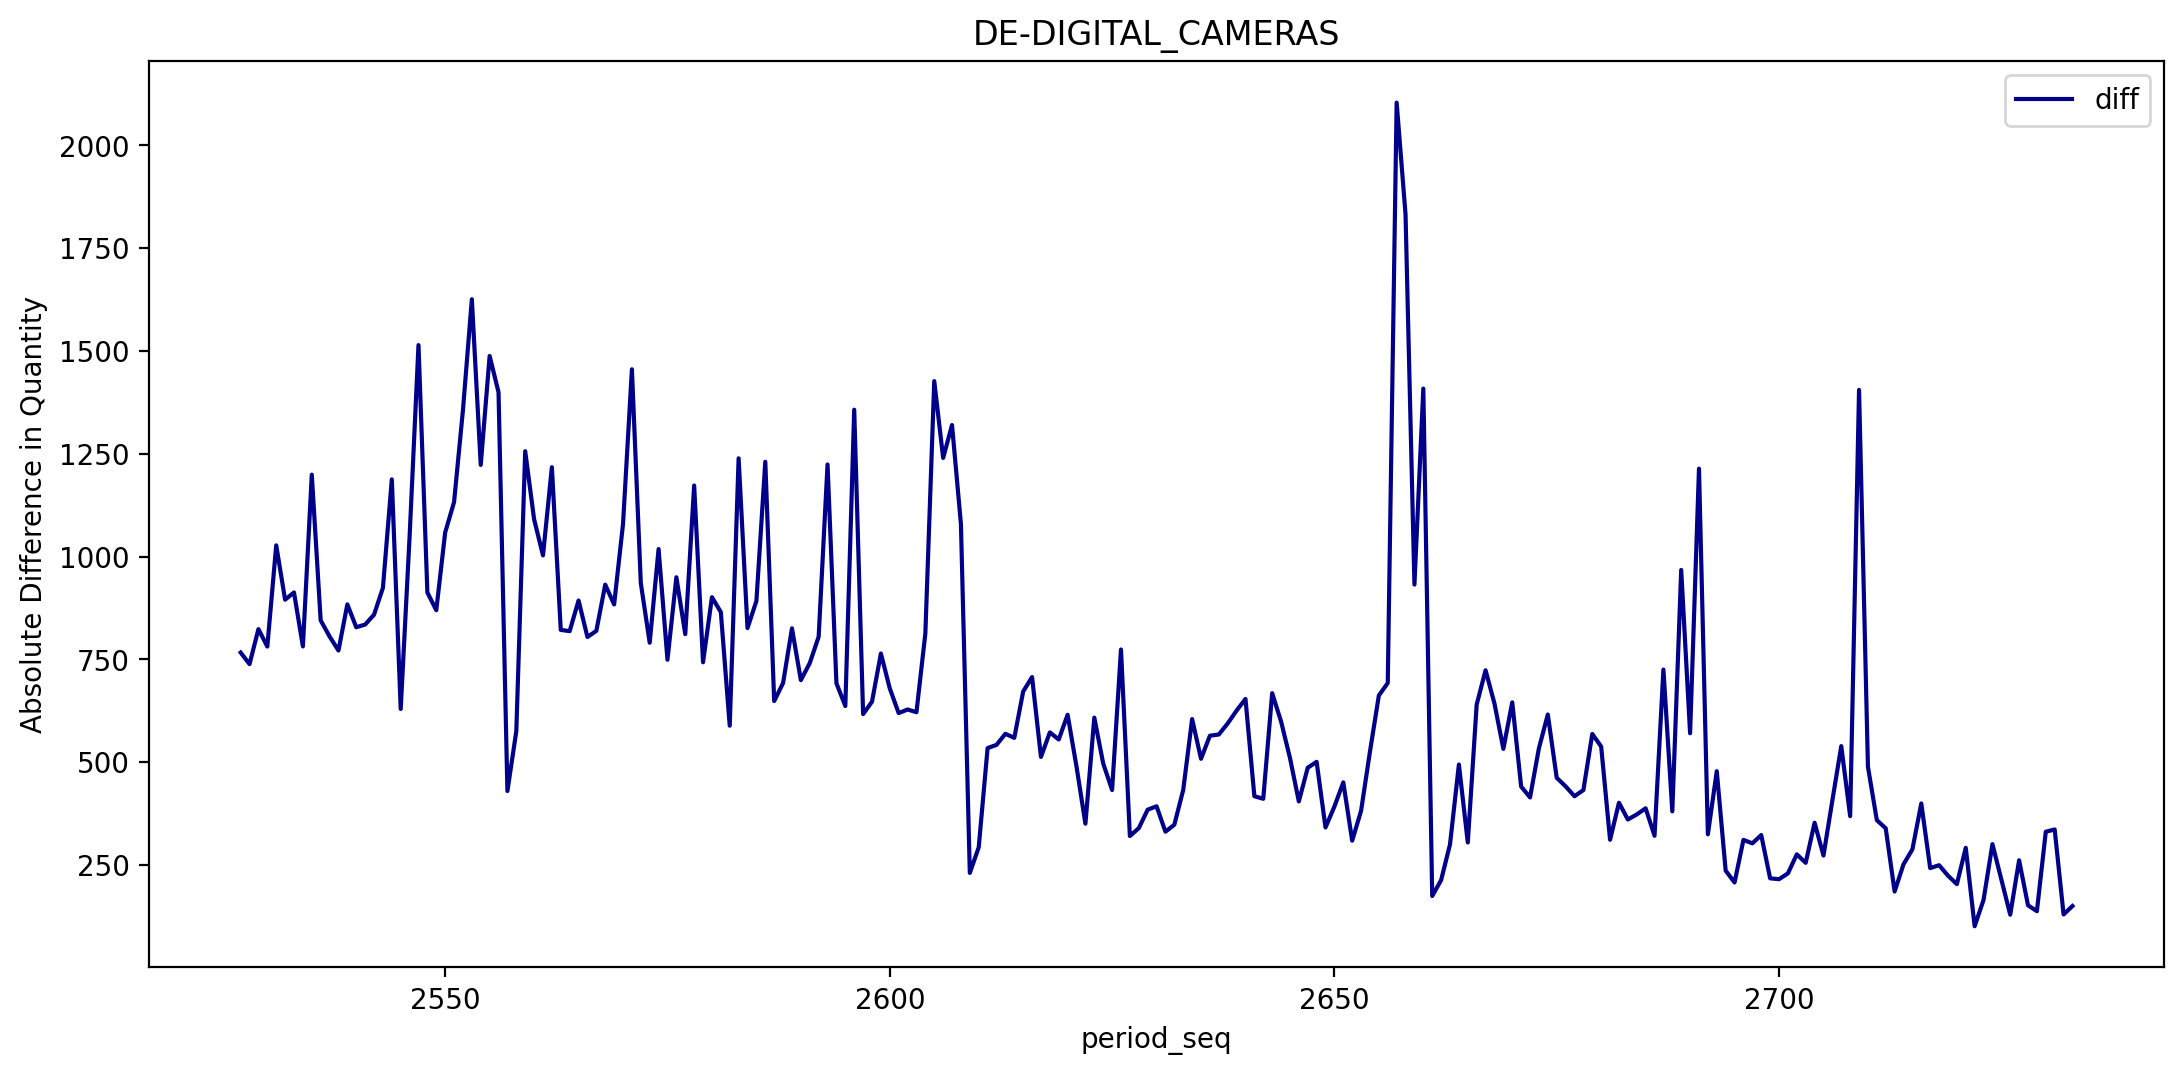 DE-DIGITAL_CAMERAS
diff
Absolute Difference in Quantity
2000
1750
1500
1250
1000
750
500
250
2550 2600 2650 2700
period_seq